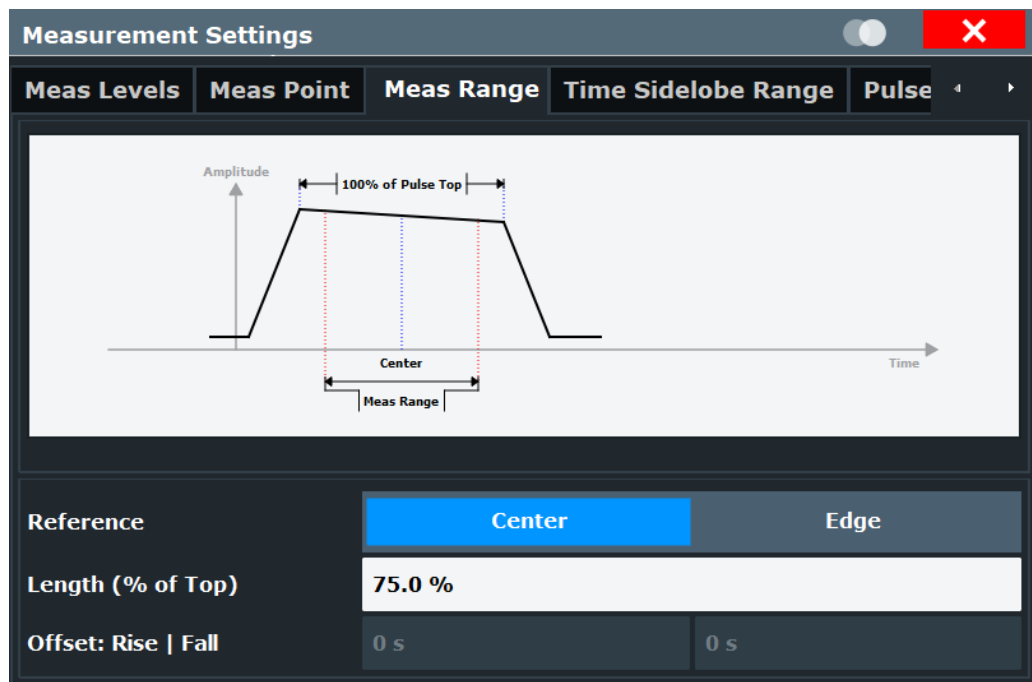 Measurement Settings
Meas Levels Meas Point Meas Range Time Sidelobe Range Pulse
Amplitude
100% of Pulse Top
Center
Time
Meas Range
Reference Center Edge
Length (% of Top) 75.0 %
Offset: Rise | Fall 0 s 0 s